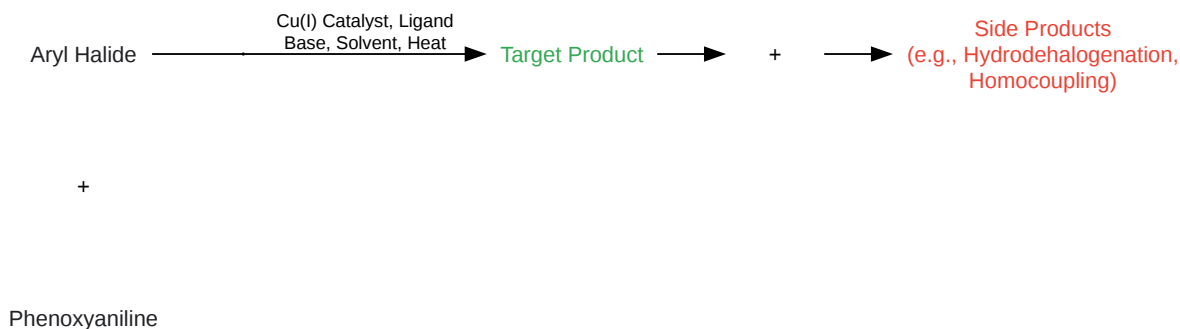 Aryl Halide
Cu(I) Catalyst, Ligand
Base, Solvent, Heat
Target Product
+
Side Products
(e.g., Hydrodehalogenation,
Homocoupling)
+
Phenoxyaniline